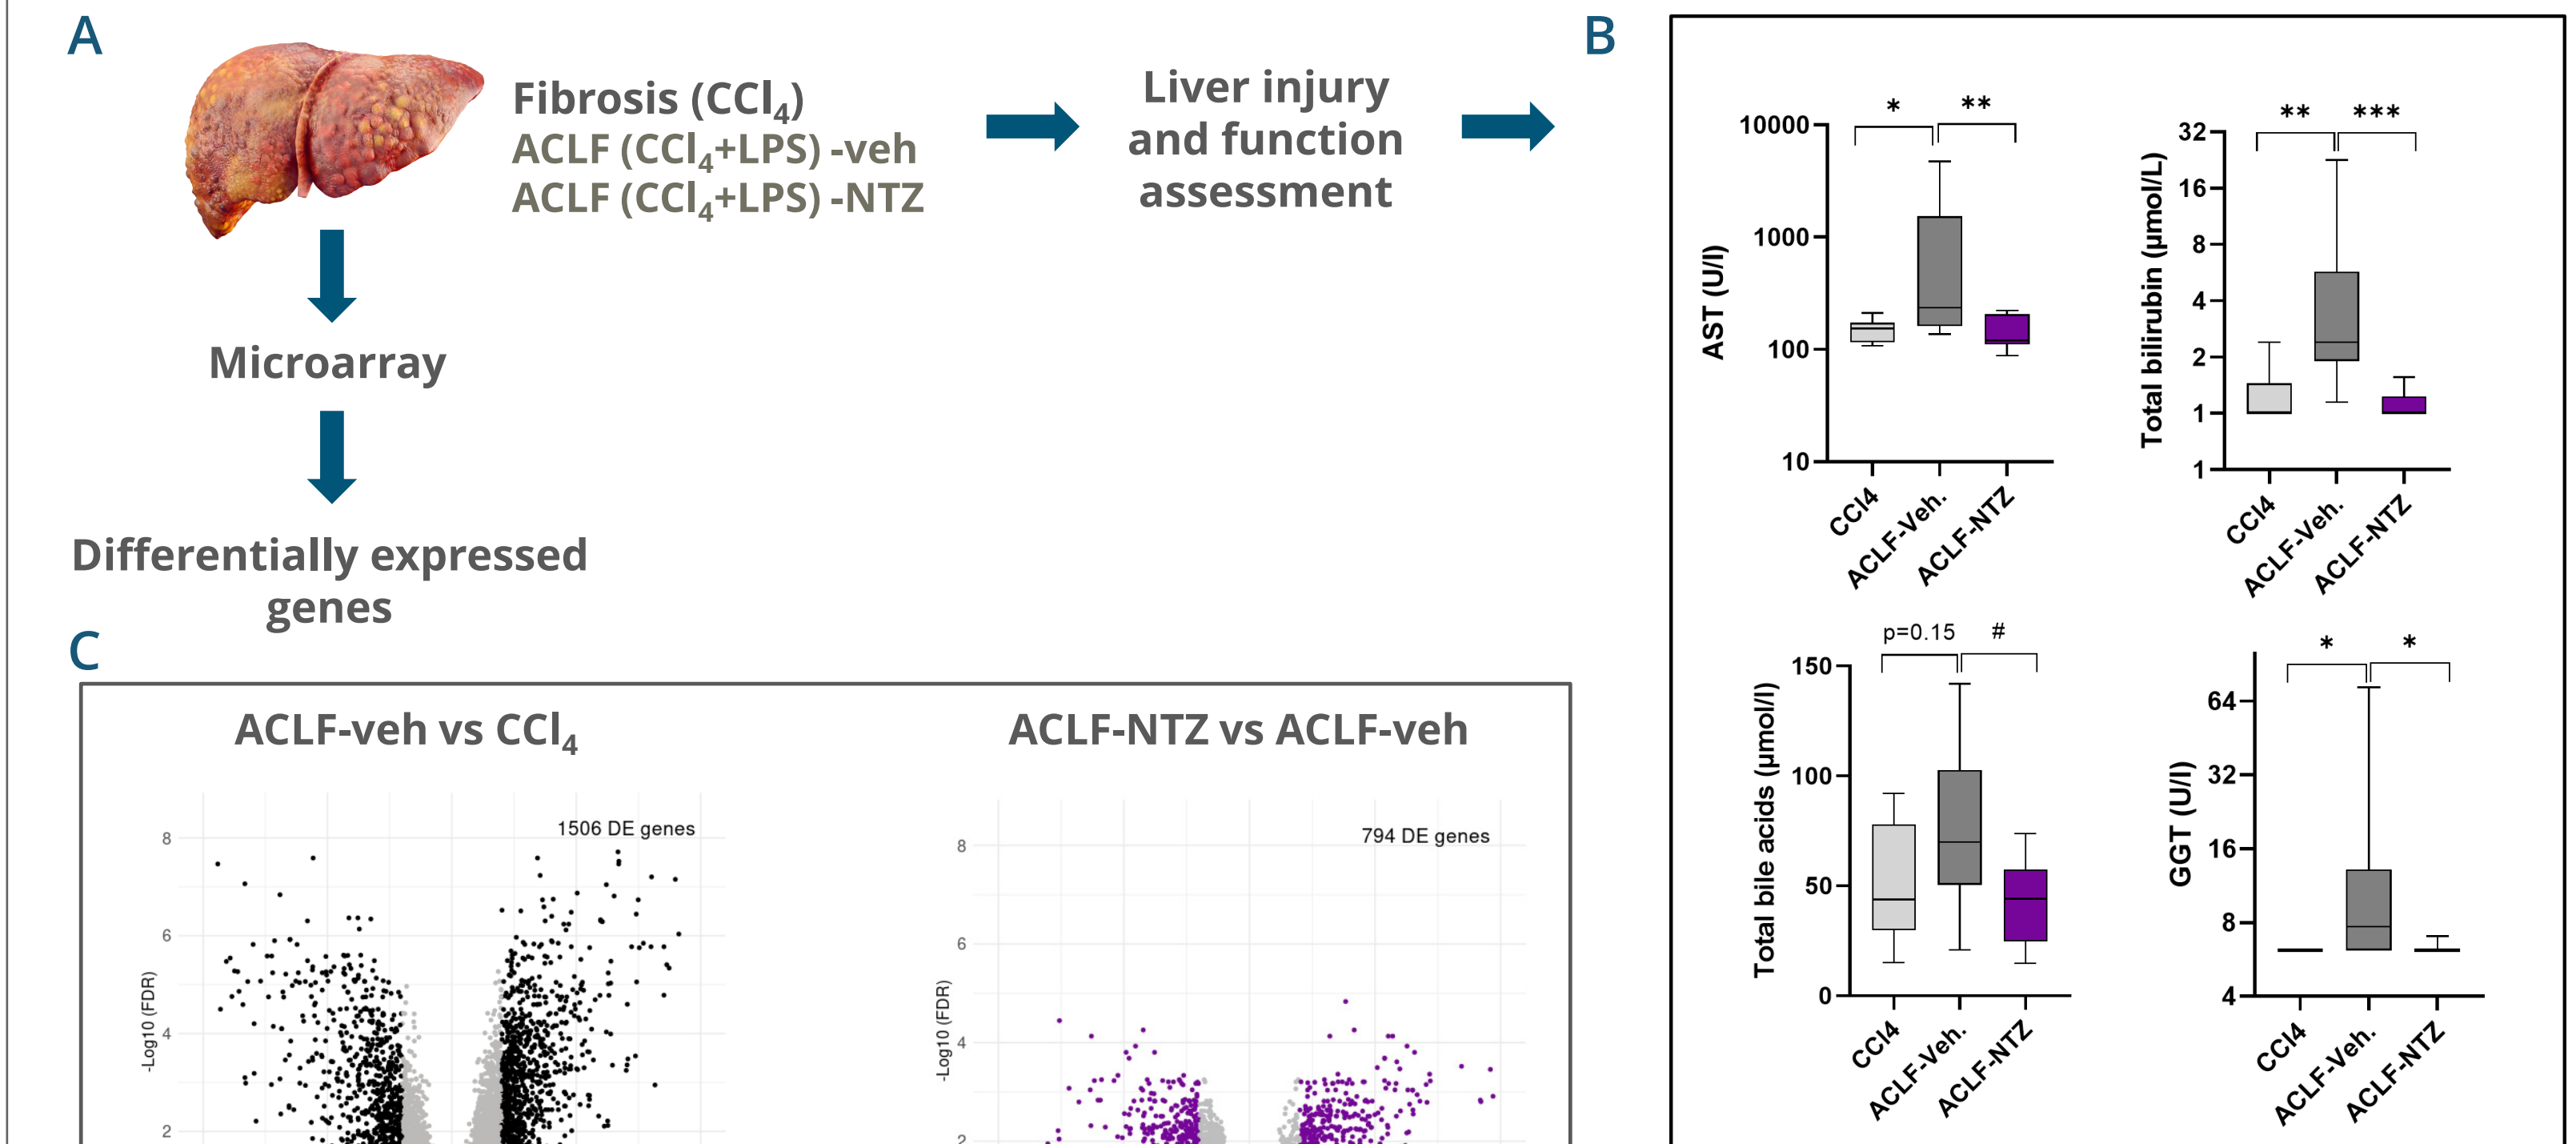 A
Fibrosis (CCl4)
ACLF (CCl4+LPS) -veh
ACLF (CCl4+LPS) -NTZ
Liver injury
and function
assessment
Microarray
Differentially expressed
genes
B
* **
10000
1000
100
10
AST (U/l)
CCl4
ACLF-Veh.
ACLF-NTZ
** ***
32
16
8
4
2
1
1
Total bilirubin (µmol/L)
CCl4
ACLF-Veh.
ACLF-NTZ
p=0.15 #
150
100
50
0
Total bile acids (µmol/l)
CCl4
ACLF-Veh.
ACLF-NTZ
* *
64
32
16
8
4
GGT (U/l)
CCl4
ACLF-Veh.
ACLF-NTZ
C
ACLF-veh vs CCl4
1506 DE genes
8
6
4
2
-Log10 (FDR)
ACLF-NTZ vs ACLF-veh
794 DE genes
8
6
4
2
-Log10 (FDR)